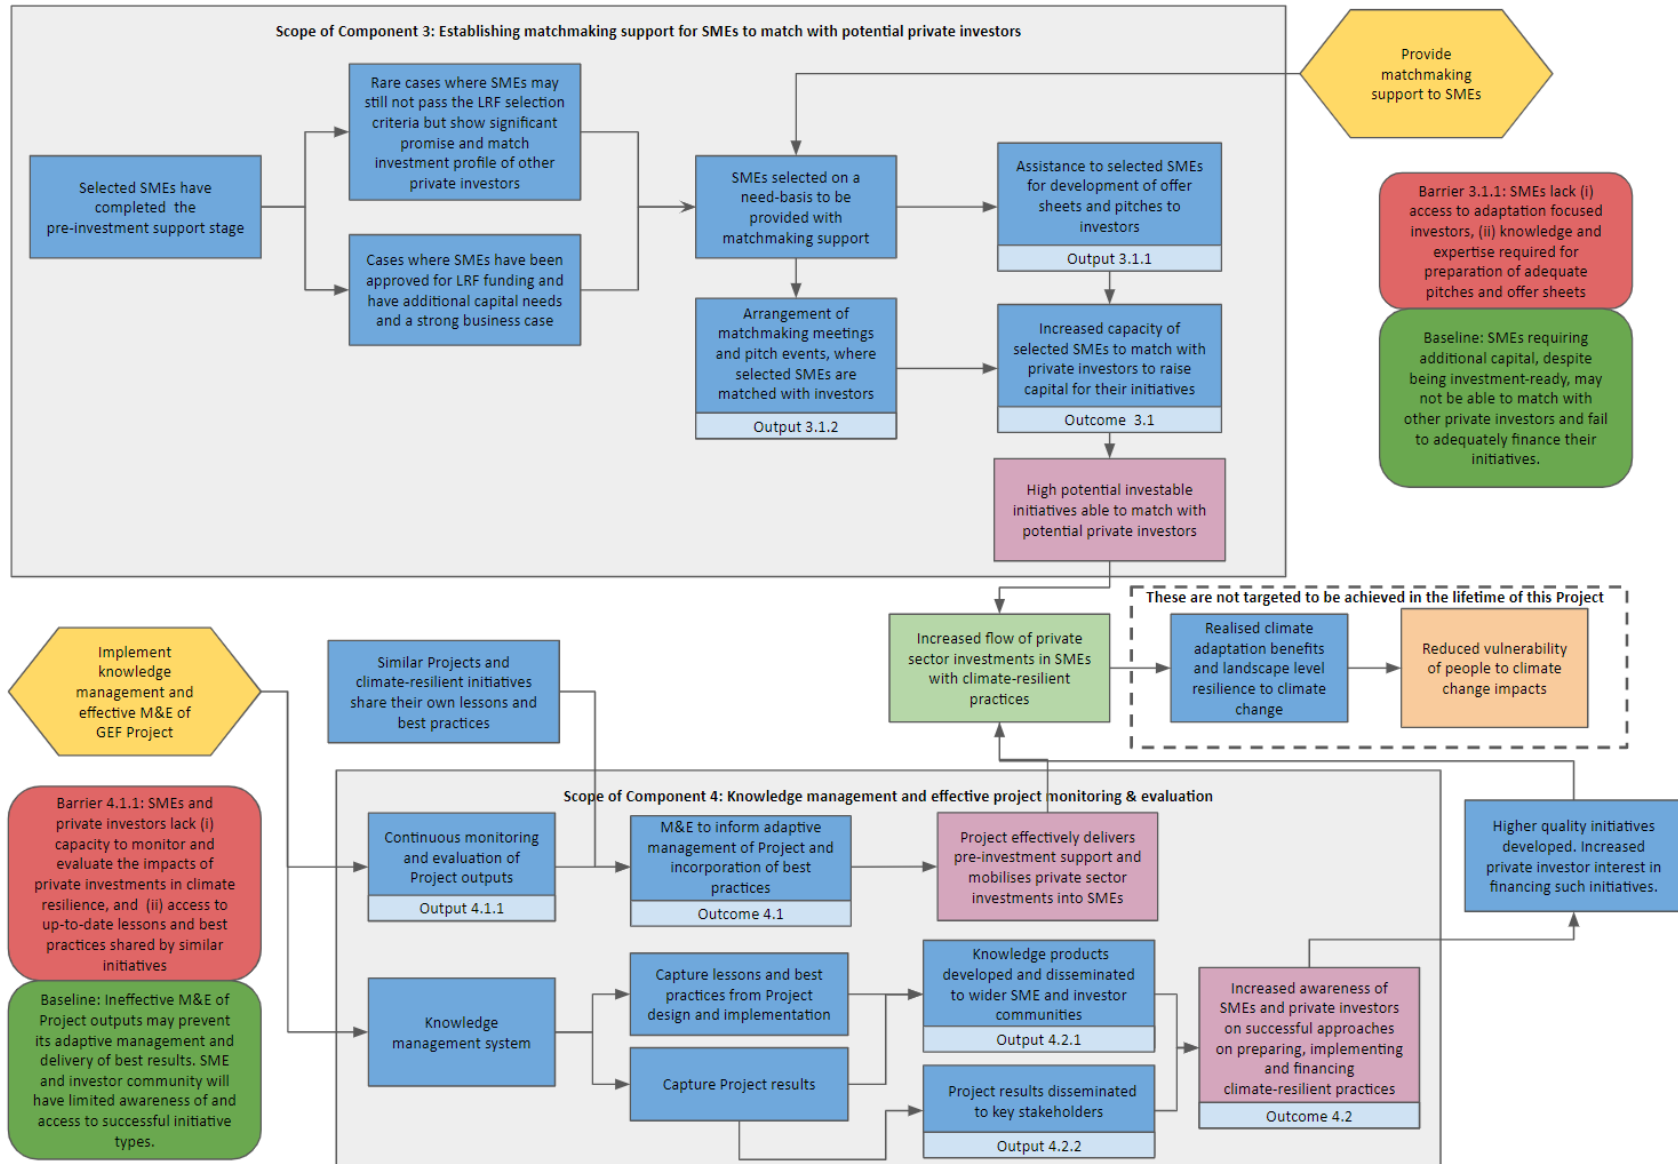 Scope of Component 3: Establishing matchmaking support for SMEs to match with potential private investors
Provide
matchmaking
support to SMEs
Rare cases where SMEs may
still not pass the LRF selection
criteria but show significant
promise and match
investment profile of other
private investors
Selected SMEs have
completed the
pre-investment support stage
Cases where SMEs have been
approved for LRF funding and
have additional capital needs
and a strong business case
SMEs selected on a
need-basis to be
provided with
matchmaking support
Assistance to selected SMEs
for development of offer
sheets and pitches to
investors
Output 3.1.1
Arrangement of
matchmaking meetings
and pitch events, where
selected SMEs are
matched with investors
Output 3.1.2
Increased capacity of
selected SMEs to match with
private investors to raise
capital for their initiatives
Outcome 3.1
High potential investable
initiatives able to match with
potential private investors
Barrier 3.1.1: SMEs lack (i)
access to adaptation focused
investors, (ii) knowledge and
expertise required for
preparation of adequate
pitches and offer sheets
Baseline: SMEs requiring
additional capital, despite
being investment-ready, may
not be able to match with
other private investors and fail
to adequately finance their
initiatives.
These are not targeted to be achieved in the lifetime of this Project
Increased flow of private
sector investments in SMEs
with climate-resilient
practices
Realised climate
adaptation benefits
and landscape level
resilience to climate
change
Reduced vulnerability
of people to climate
change impacts
Implement
knowledge
management and
effective M&E of
GEF Project
Similar Projects and
climate-resilient initiatives
share their own lessons and
best practices
Barrier 4.1.1: SMEs and
private investors lack (i)
capacity to monitor and
evaluate the impacts of
private investments in climate
resilience, and (ii) access to
up-to-date lessons and best
practices shared by similar
initiatives
Baseline: Ineffective M&E of
Project outputs may prevent
its adaptive management and
delivery of best results. SME
and investor community will
have limited awareness of and
access to successful initiative
types.
Scope of Component 4: Knowledge management and effective project monitoring & evaluation
Continuous monitoring
and evaluation of
Project outputs
Output 4.1.1
M&E to inform adaptive
management of Project and
incorporation of best
practices
Outcome 4.1
Project effectively delivers
pre-investment support and
mobilises private sector
investments into SMEs
Higher quality initiatives
developed. Increased
private investor interest in
financing such initiatives.
Knowledge
management system
Capture lessons and best
practices from Project
design and implementation
Capture Project results
Knowledge products
developed and disseminated
to wider SME and investor
communities
Output 4.2.1
Project results disseminated
to key stakeholders
Output 4.2.2
Increased awareness of
SMEs and private investors
on successful approaches
on preparing, implementing
and financing
climate-resilient practices
Outcome 4.2